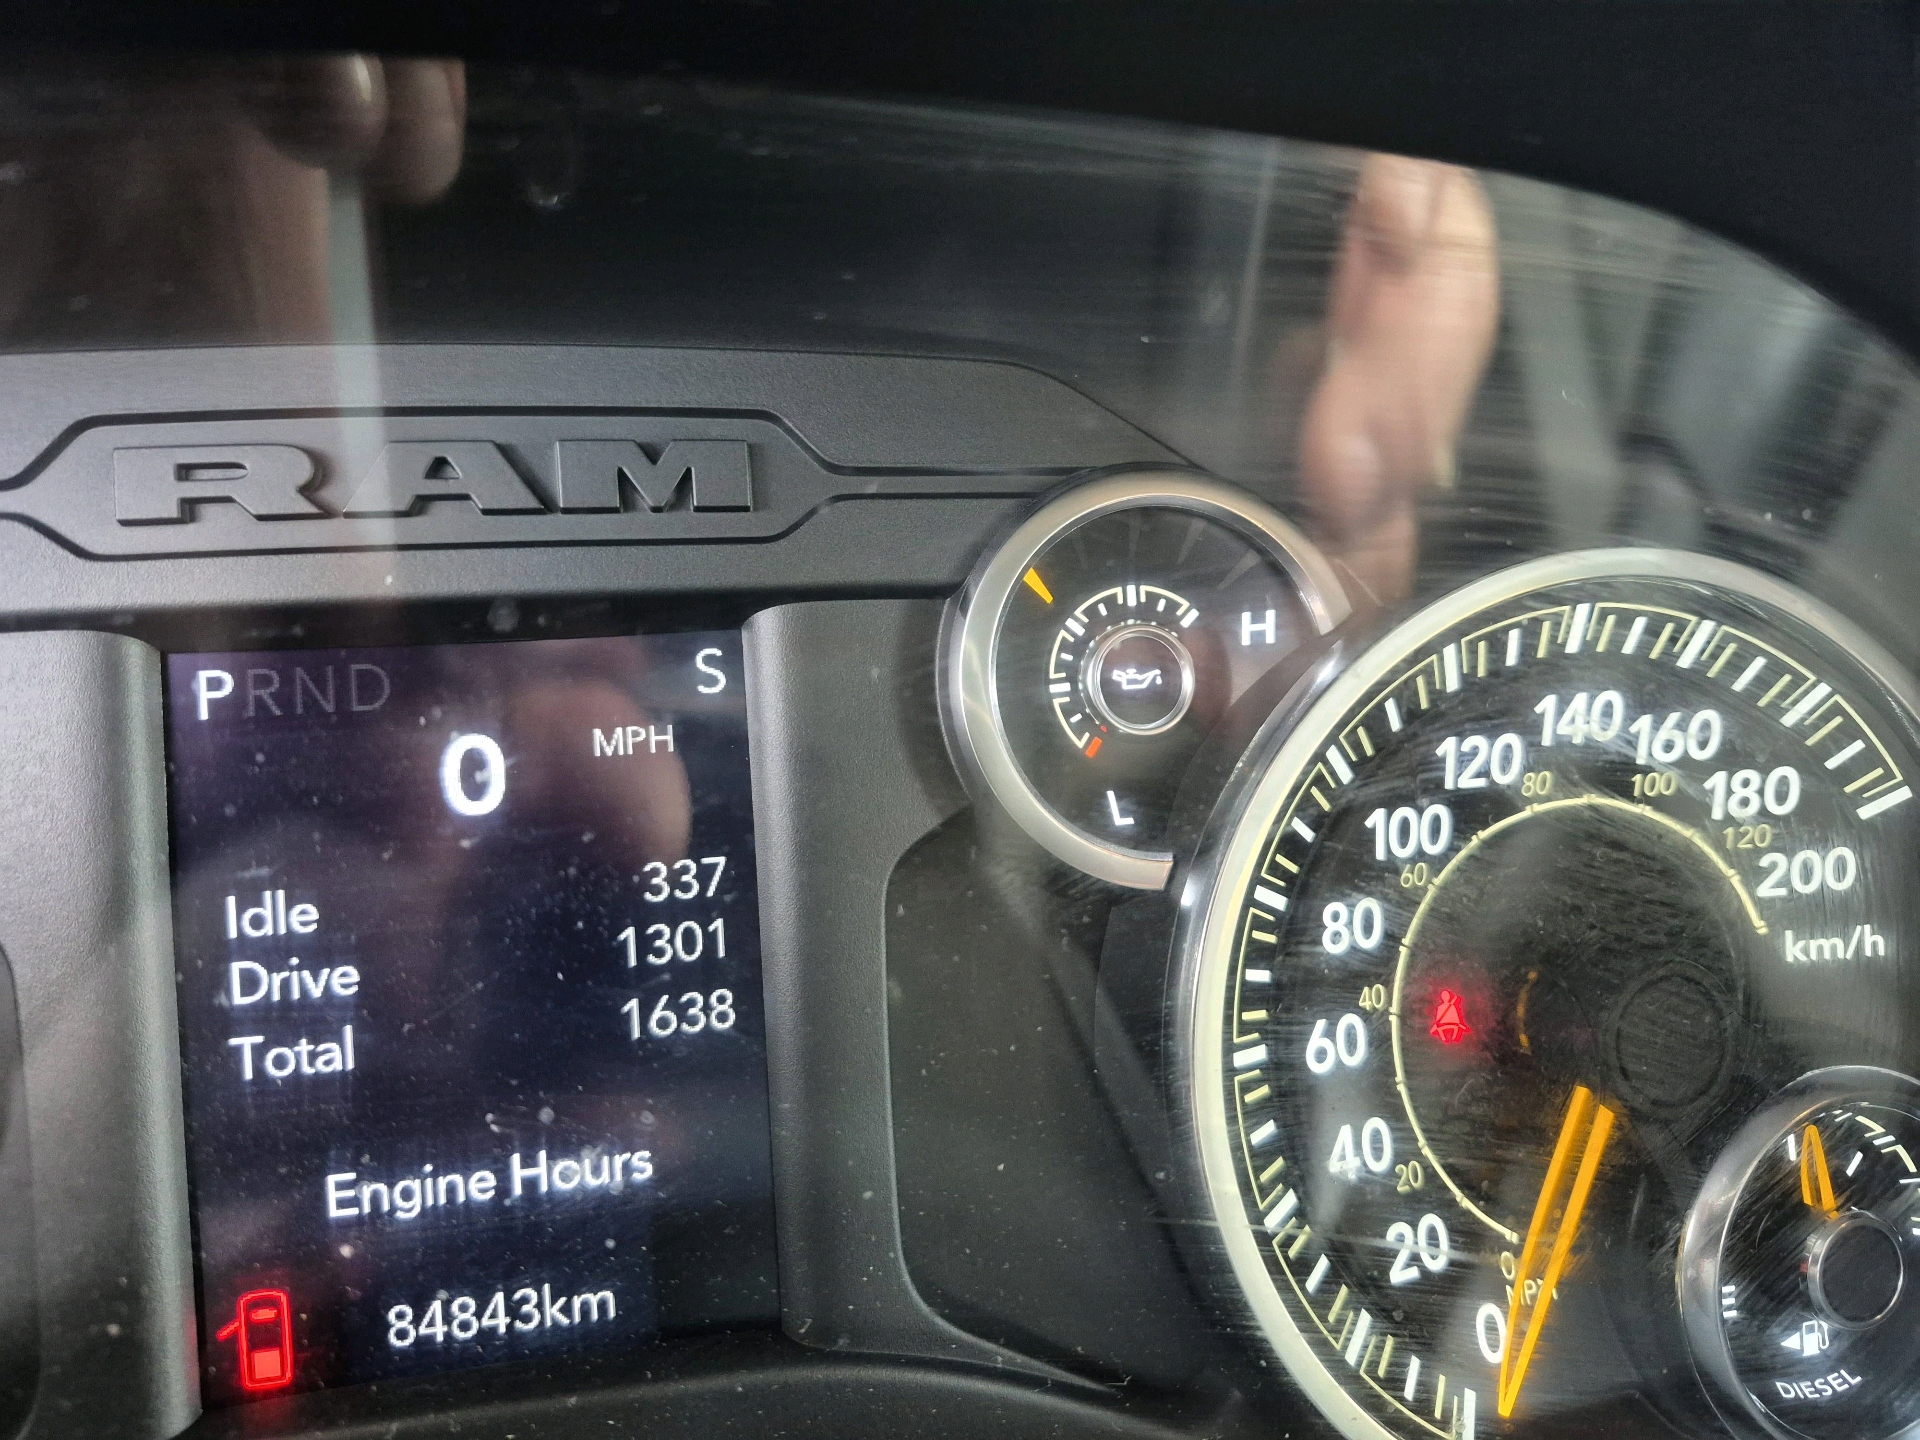 RAM
PRND S
0 MPH
Idle 337
Drive 1301
Total 1638
Engine Hours
84843km
H
L
0
20
40
60
80
100
120
140
160
180
200
km/h
0
20
40
60
80
100
120
MPH
E
DIESEL